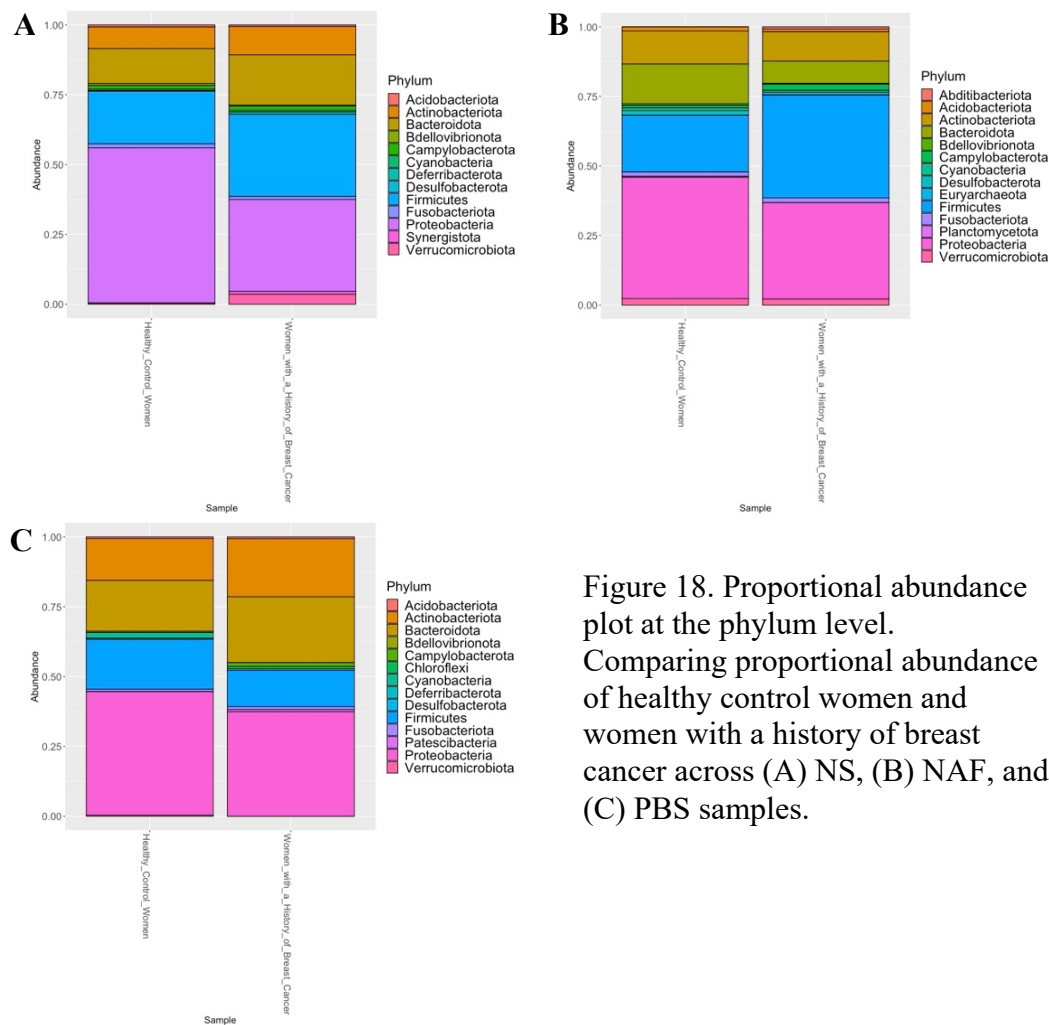 A
1.00
0.75
0.50
0.25
0.00
Abundance
Healthy_Control_Women
Women_with_a_History_of_Breast_Cancer
Sample
Phylum
Acidobacteriota
Actinobacteriota
Bacteroidota
Bdellovibrionota
Campylobacterota
Cyanobacteria
Deferribacterota
Desulfobacterota
Firmicutes
Fusobacteriota
Proteobacteria
Synergistota
Verrucomicrobiota
B
1.00
0.75
0.50
0.25
0.00
Abundance
Healthy_Control_Women
Women_with_a_History_of_Breast_Cancer
Sample
Phylum
Abditibacteriota
Acidobacteriota
Actinobacteriota
Bacteroidota
Bdellovibrionota
Campylobacterota
Cyanobacteria
Desulfobacterota
Euryarchaeota
Firmicutes
Fusobacteriota
Planctomycetota
Proteobacteria
Verrucomicrobiota
C
1.00
0.75
0.50
0.25
0.00
Abundance
Healthy_Control_Women
Women_with_a_History_of_Breast_Cancer
Sample
Phylum
Acidobacteriota
Actinobacteriota
Bacteroidota
Bdellovibrionota
Campylobacterota
Chloroflexi
Cyanobacteria
Deferribacterota
Desulfobacterota
Firmicutes
Fusobacteriota
Patescibacteria
Proteobacteria
Verrucomicrobiota
Figure 18. Proportional abundance
plot at the phylum level.
Comparing proportional abundance
of healthy control women and
women with a history of breast
cancer across (A) NS, (B) NAF, and
(C) PBS samples.